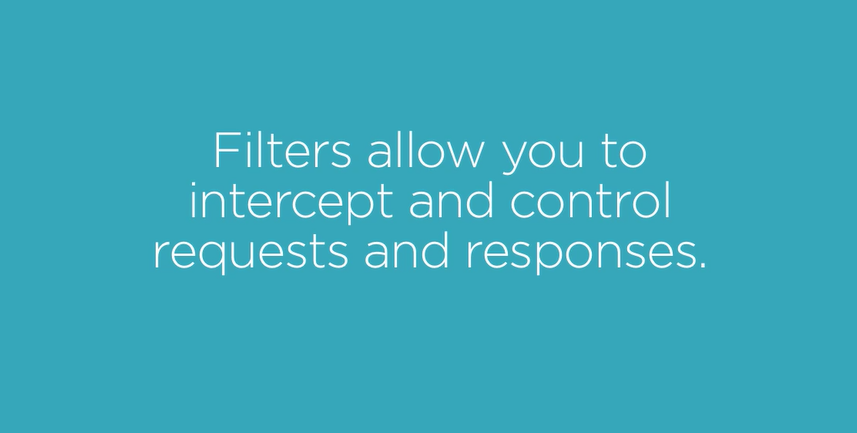 Filters allow you to
intercept and control
requests and responses.